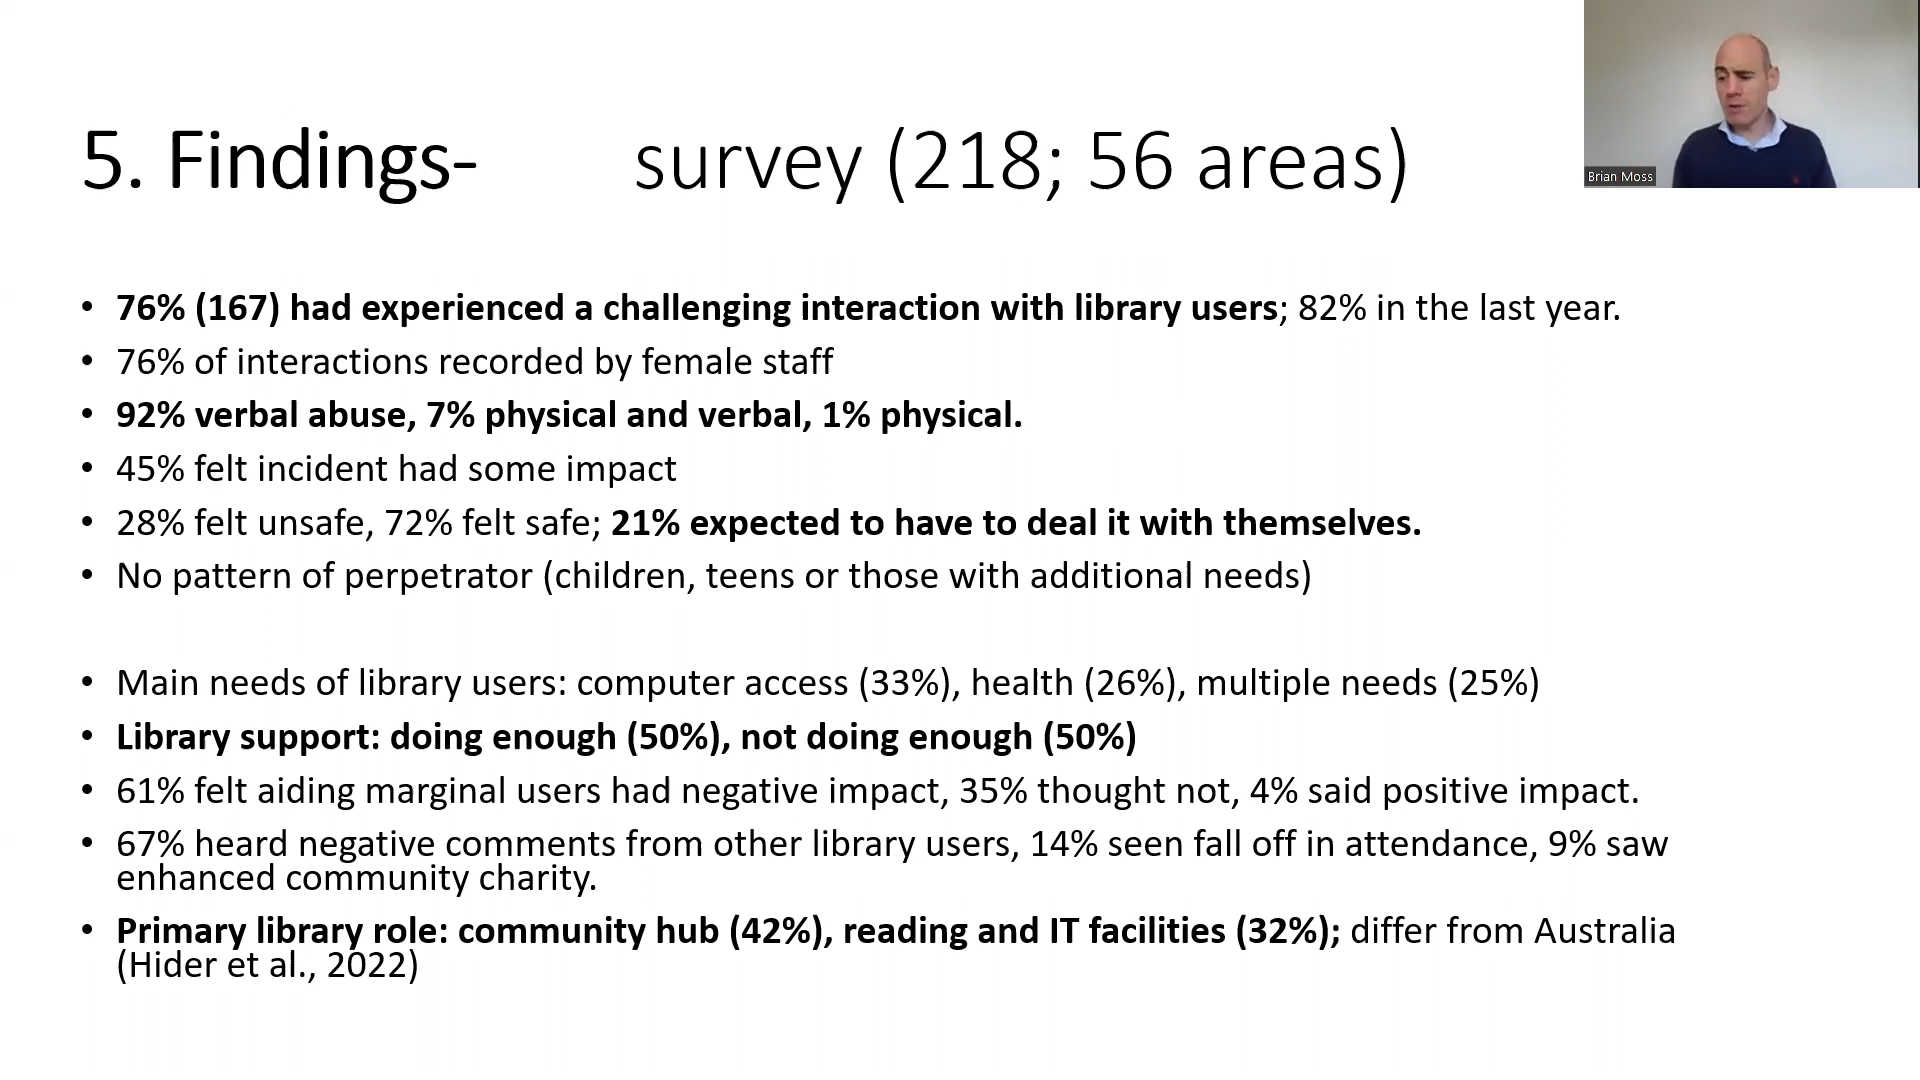 5. Findings- survey (218; 56 areas)
Brian Moss
• 76% (167) had experienced a challenging interaction with library users; 82% in the last year.
• 76% of interactions recorded by female staff
• 92% verbal abuse, 7% physical and verbal, 1% physical.
• 45% felt incident had some impact
• 28% felt unsafe, 72% felt safe; 21% expected to have to deal it with themselves.
• No pattern of perpetrator (children, teens or those with additional needs)
• Main needs of library users: computer access (33%), health (26%), multiple needs (25%)
• Library support: doing enough (50%), not doing enough (50%)
• 61% felt aiding marginal users had negative impact, 35% thought not, 4% said positive impact.
• 67% heard negative comments from other library users, 14% seen fall off in attendance, 9% saw
enhanced community charity.
• Primary library role: community hub (42%), reading and IT facilities (32%); differ from Australia
(Hider et al., 2022)